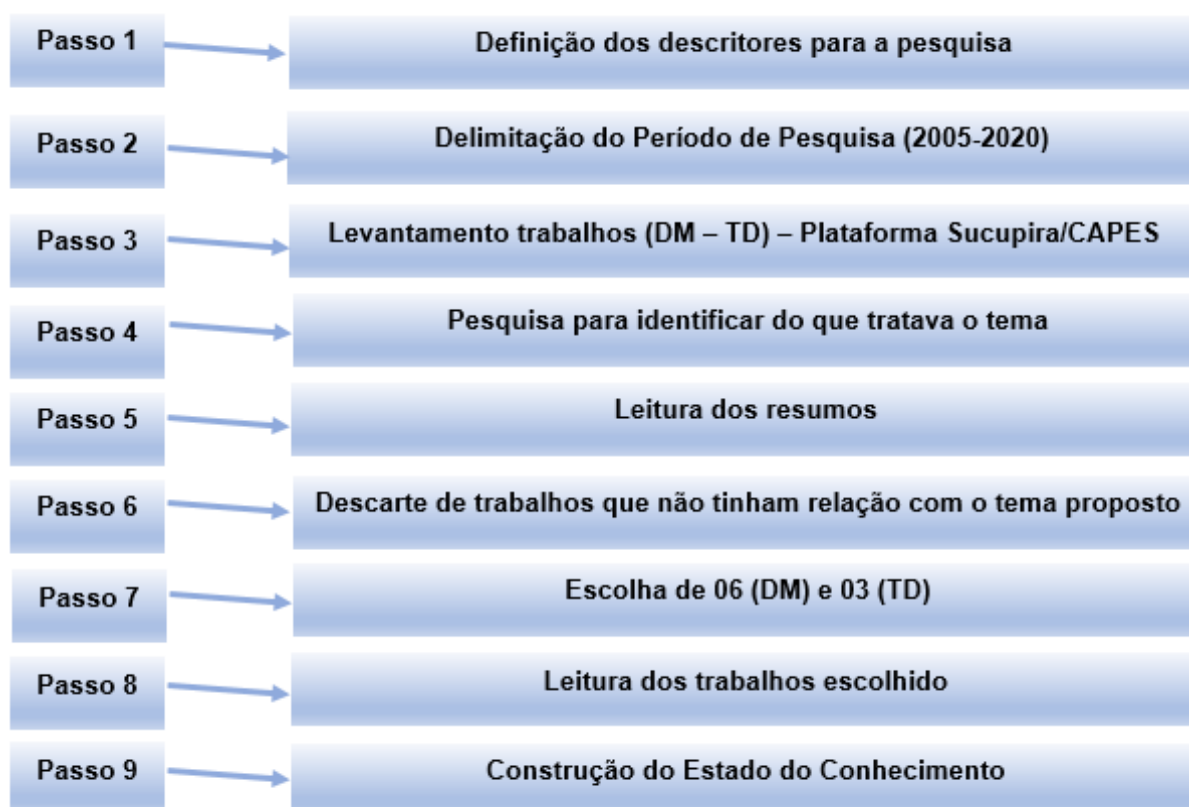 Passo 1
Definição dos descritores para a pesquisa
Passo 2
Delimitação do Período de Pesquisa (2005-2020)
Passo 3
Levantamento trabalhos (DM – TD) – Plataforma Sucupira/CAPES
Passo 4
Pesquisa para identificar do que tratava o tema
Passo 5
Leitura dos resumos
Passo 6
Descarte de trabalhos que não tinham relação com o tema proposto
Passo 7
Escolha de 06 (DM) e 03 (TD)
Passo 8
Leitura dos trabalhos escolhido
Passo 9
Construção do Estado do Conhecimento